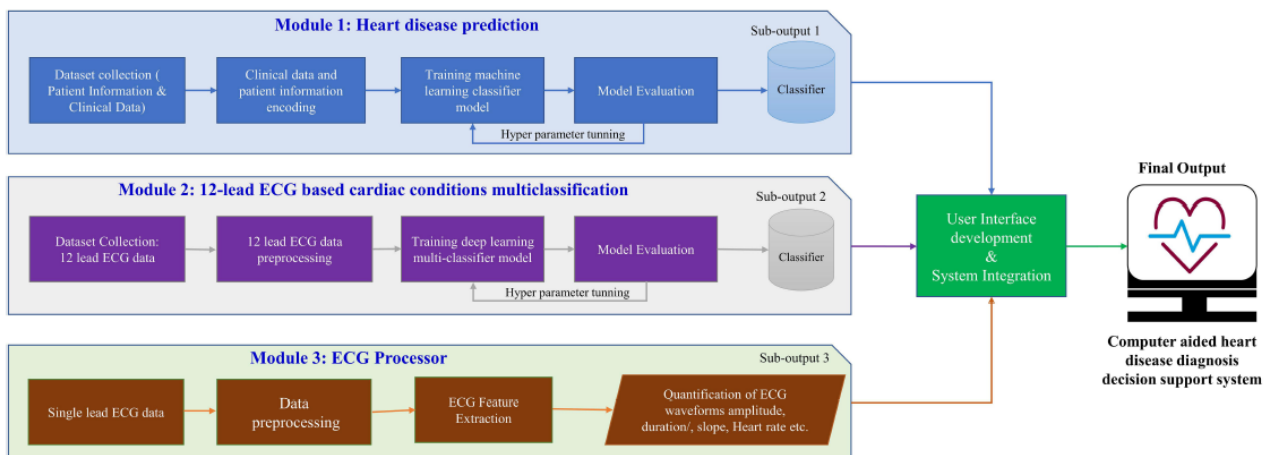 Module 1: Heart disease prediction
Sub-output 1
Dataset collection (
Patient Information &
Clinical Data)
Clinical data and
patient information
encoding
Training machine
learning classifier
model
Model Evaluation
Classifier
Hyper parameter tunning
Module 2: 12-lead ECG based cardiac conditions multiclassification
Sub-output 2
Dataset Collection:
12 lead ECG data
12 lead ECG data
preprocessing
Training deep learning
multi-classifier model
Model Evaluation
Classifier
Hyper parameter tunning
Module 3: ECG Processor
Sub-output 3
Single lead ECG data
Data
preprocessing
ECG Feature
Extraction
Quantification of ECG
waveforms amplitude,
duration/, slope, Heart rate etc.
User Interface
development
&
System Integration
Final Output
Computer aided heart
disease diagnosis
decision support system